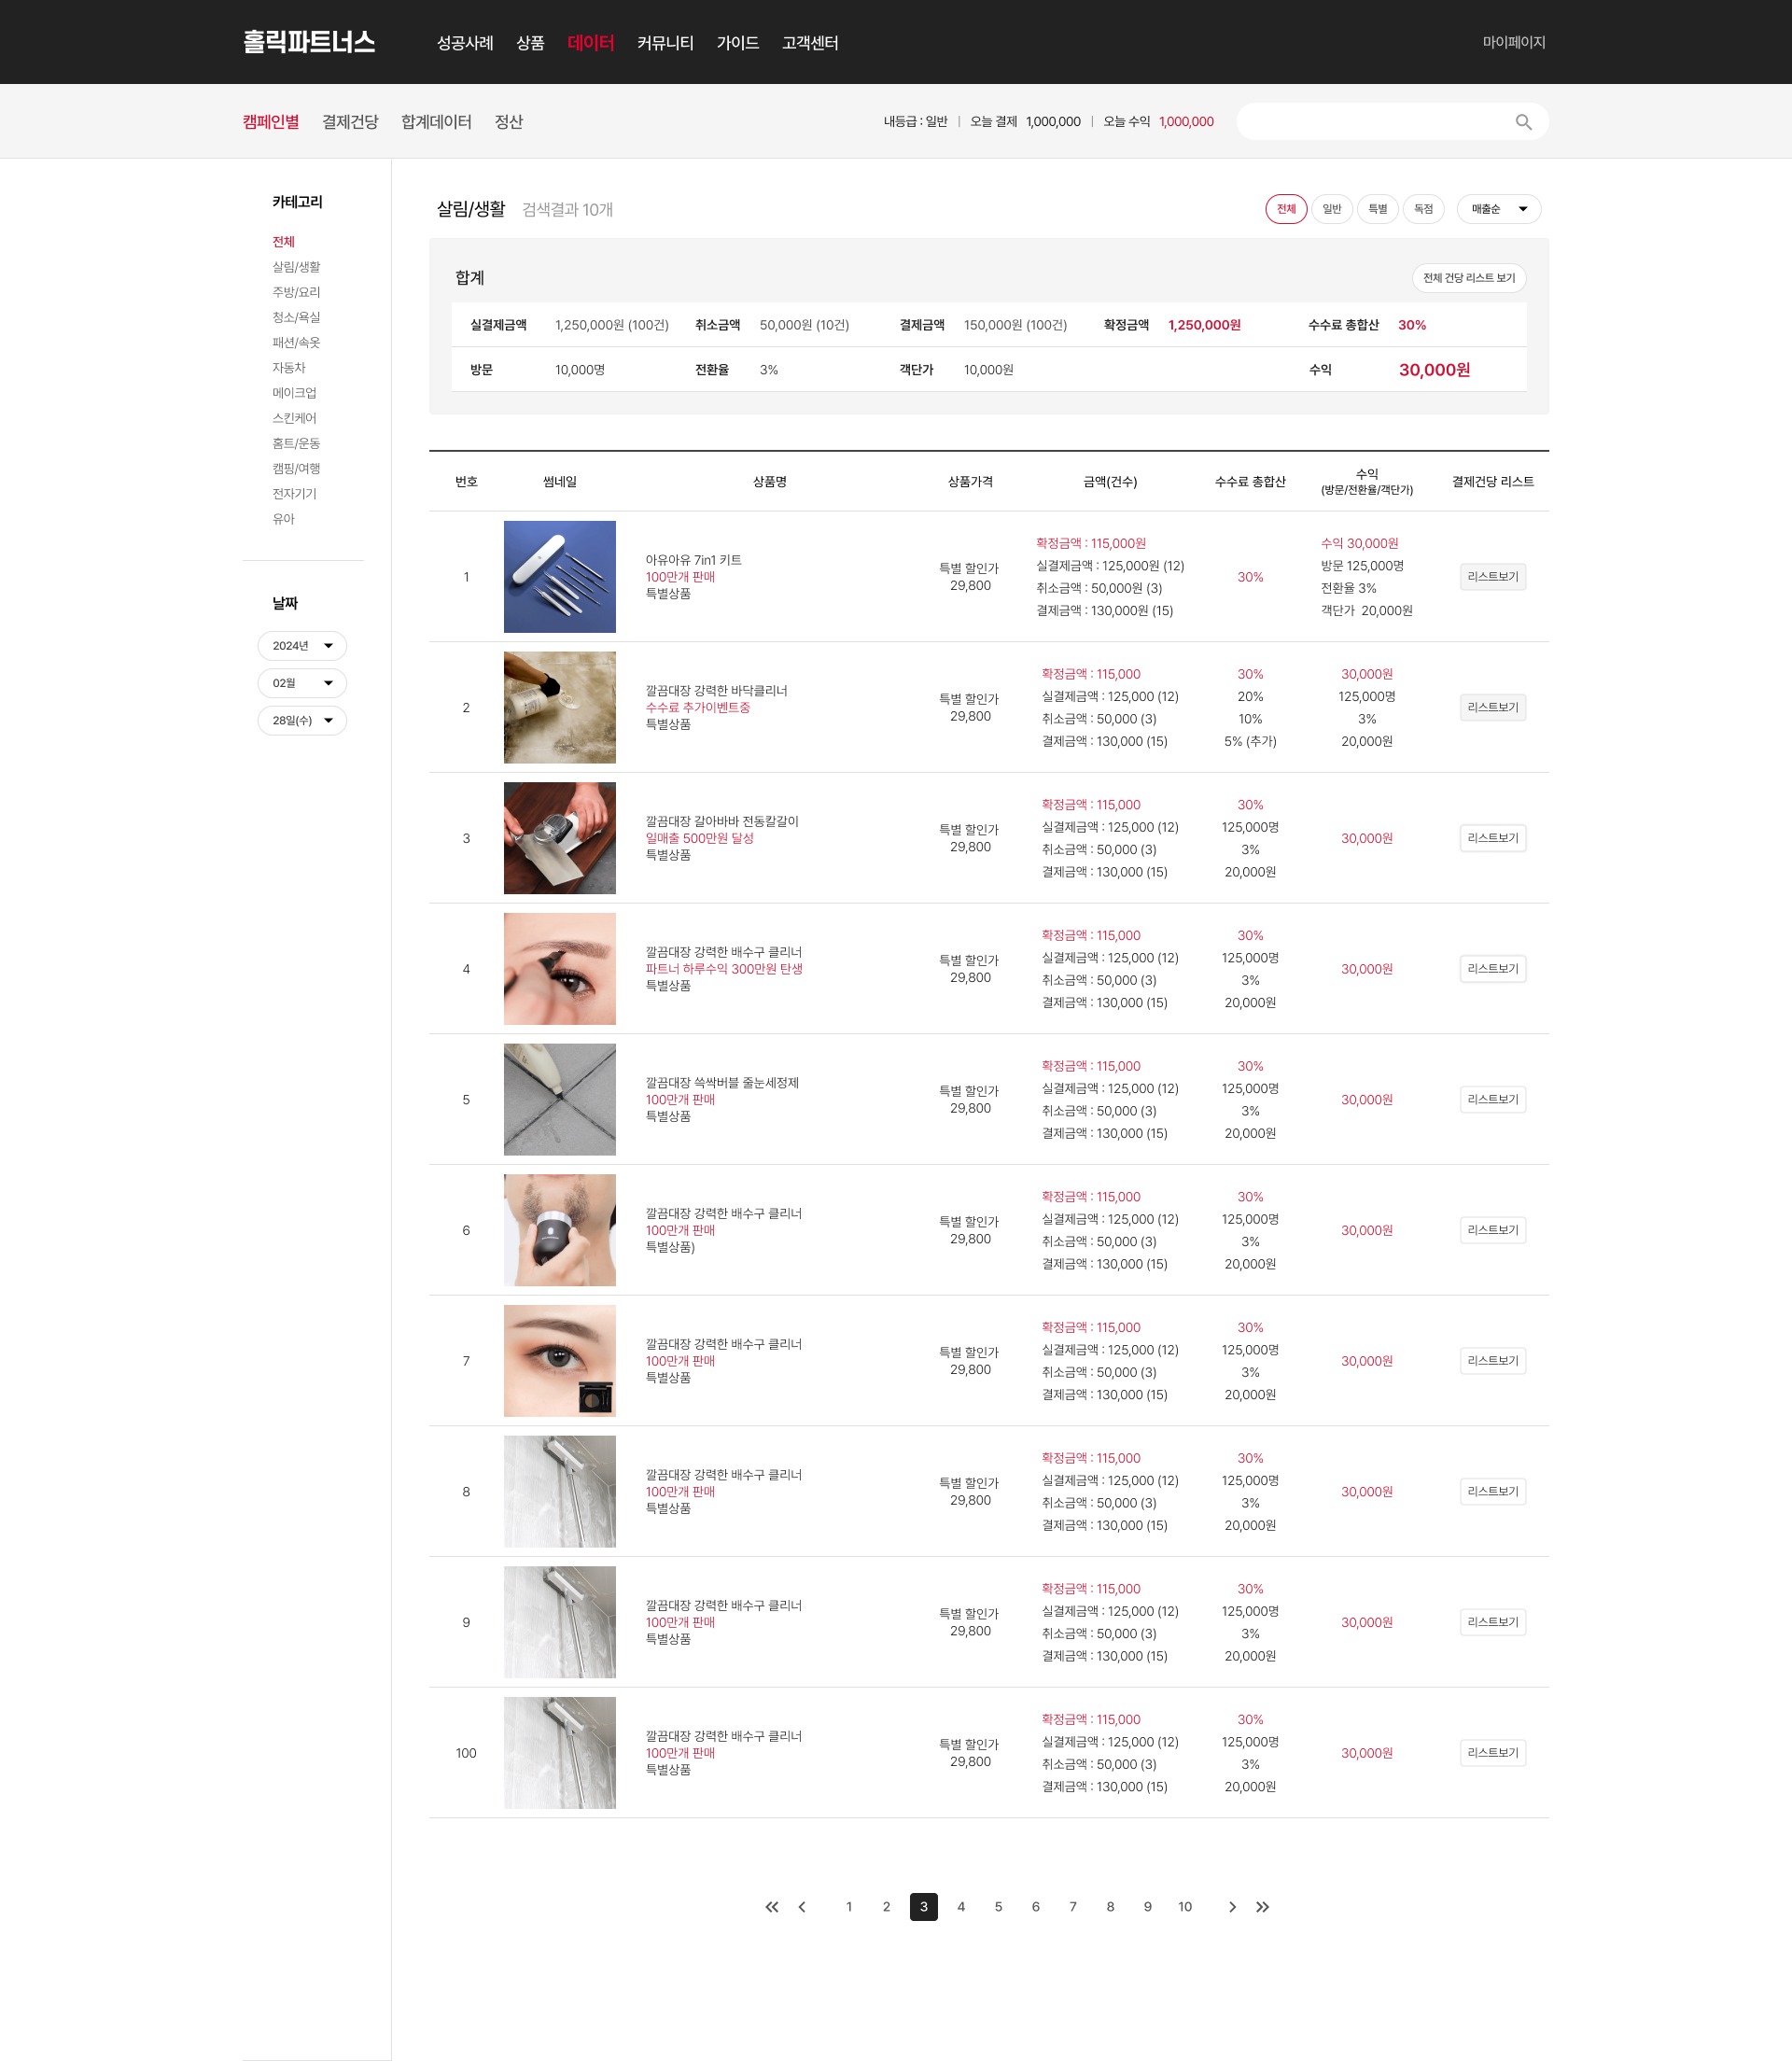 홀릭파트너스
성공사례 상품 데이터 커뮤니티 가이드 고객센터
마이페이지
캠페인별 결제건당 합계데이터 정산
내등급 : 일반 | 오늘 결제 1,000,000 | 오늘 수익 1,000,000
카테고리
전체
살림/생활
주방/요리
청소/욕실
패션/속옷
자동차
메이크업
스킨케어
홈트/운동
캠핑/여행
전자기기
유아
날짜
2024년
02월
28일(수)
살림/생활 검색결과 10개
전체 일반 특별 독점 매출순
합계
전체 건당 리스트 보기
실결제금액 1,250,000원 (100건) 취소금액 50,000원 (10건) 결제금액 150,000원 (100건) 확정금액 1,250,000원 수수료 총합산 30%
방문 10,000명 전환율 3% 객단가 10,000원 수익 30,000원
번호 썸네일 상품명 상품가격 금액(건수) 수수료 총합산 수익 (방문/전환율/객단가) 결제건당 리스트
1
아유아유 7in1 키트
100만개 판매
특별상품
특별 할인가
29,800
확정금액 : 115,000원
실결제금액 : 125,000원 (12)
취소금액 : 50,000원 (3)
결제금액 : 130,000원 (15)
30%
수익 30,000원
방문 125,000명
전환율 3%
객단가 20,000원
리스트보기
2
깔끔대장 강력한 바닥클리너
수수료 추가이벤트중
특별상품
특별 할인가
29,800
확정금액 : 115,000
실결제금액 : 125,000 (12)
취소금액 : 50,000 (3)
결제금액 : 130,000 (15)
30%
20%
10%
5% (추가)
30,000원
125,000명
3%
20,000원
리스트보기
3
깔끔대장 갈아바바 전동칼갈이
일매출 500만원 달성
특별상품
특별 할인가
29,800
확정금액 : 115,000
실결제금액 : 125,000 (12)
취소금액 : 50,000 (3)
결제금액 : 130,000 (15)
30%
125,000명
3%
20,000원
30,000원
리스트보기
4
깔끔대장 강력한 배수구 클리너
파트너 하루수익 300만원 탄생
특별상품
특별 할인가
29,800
확정금액 : 115,000
실결제금액 : 125,000 (12)
취소금액 : 50,000 (3)
결제금액 : 130,000 (15)
30%
125,000명
3%
20,000원
30,000원
리스트보기
5
깔끔대장 쓱싹버블 줄눈세정제
100만개 판매
특별상품
특별 할인가
29,800
확정금액 : 115,000
실결제금액 : 125,000 (12)
취소금액 : 50,000 (3)
결제금액 : 130,000 (15)
30%
125,000명
3%
20,000원
30,000원
리스트보기
6
깔끔대장 강력한 배수구 클리너
100만개 판매
특별상품)
특별 할인가
29,800
확정금액 : 115,000
실결제금액 : 125,000 (12)
취소금액 : 50,000 (3)
결제금액 : 130,000 (15)
30%
125,000명
3%
20,000원
30,000원
리스트보기
7
깔끔대장 강력한 배수구 클리너
100만개 판매
특별상품
특별 할인가
29,800
확정금액 : 115,000
실결제금액 : 125,000 (12)
취소금액 : 50,000 (3)
결제금액 : 130,000 (15)
30%
125,000명
3%
20,000원
30,000원
리스트보기
8
깔끔대장 강력한 배수구 클리너
100만개 판매
특별상품
특별 할인가
29,800
확정금액 : 115,000
실결제금액 : 125,000 (12)
취소금액 : 50,000 (3)
결제금액 : 130,000 (15)
30%
125,000명
3%
20,000원
30,000원
리스트보기
9
깔끔대장 강력한 배수구 클리너
100만개 판매
특별상품
특별 할인가
29,800
확정금액 : 115,000
실결제금액 : 125,000 (12)
취소금액 : 50,000 (3)
결제금액 : 130,000 (15)
30%
125,000명
3%
20,000원
30,000원
리스트보기
100
깔끔대장 강력한 배수구 클리너
100만개 판매
특별상품
특별 할인가
29,800
확정금액 : 115,000
실결제금액 : 125,000 (12)
취소금액 : 50,000 (3)
결제금액 : 130,000 (15)
30%
125,000명
3%
20,000원
30,000원
리스트보기
1 2 3 4 5 6 7 8 9 10